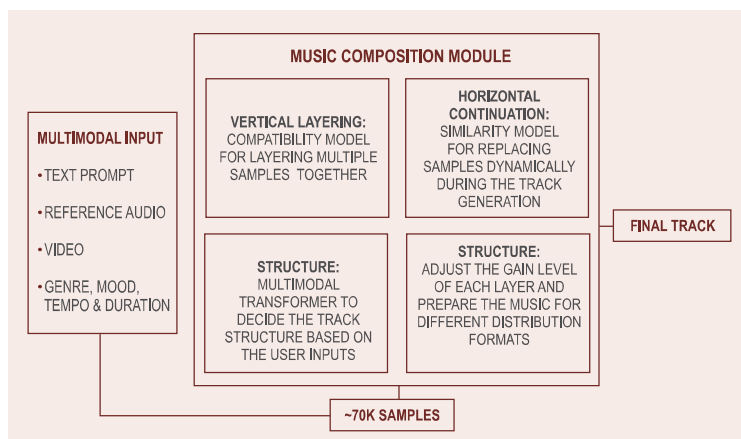 MUSIC COMPOSITION MODULE
MULTIMODAL INPUT
•TEXT PROMPT
•REFERENCE AUDIO
•VIDEO
•GENRE, MOOD,
TEMPO & DURATION
VERTICAL LAYERING:
COMPATIBILITY MODEL
FOR LAYERING MULTIPLE
SAMPLES TOGETHER
HORIZONTAL
CONTINUATION:
SIMILARITY MODEL
FOR REPLACING
SAMPLES DYNAMICALLY
DURING THE TRACK
GENERATION
STRUCTURE:
MULTIMODAL
TRANSFORMER TO
DECIDE THE TRACK
STRUCTURE BASED ON
THE USER INPUTS
STRUCTURE:
ADJUST THE GAIN LEVEL
OF EACH LAYER AND
PREPARE THE MUSIC FOR
DIFFERENT DISTRIBUTION
FORMATS
FINAL TRACK
~70K SAMPLES